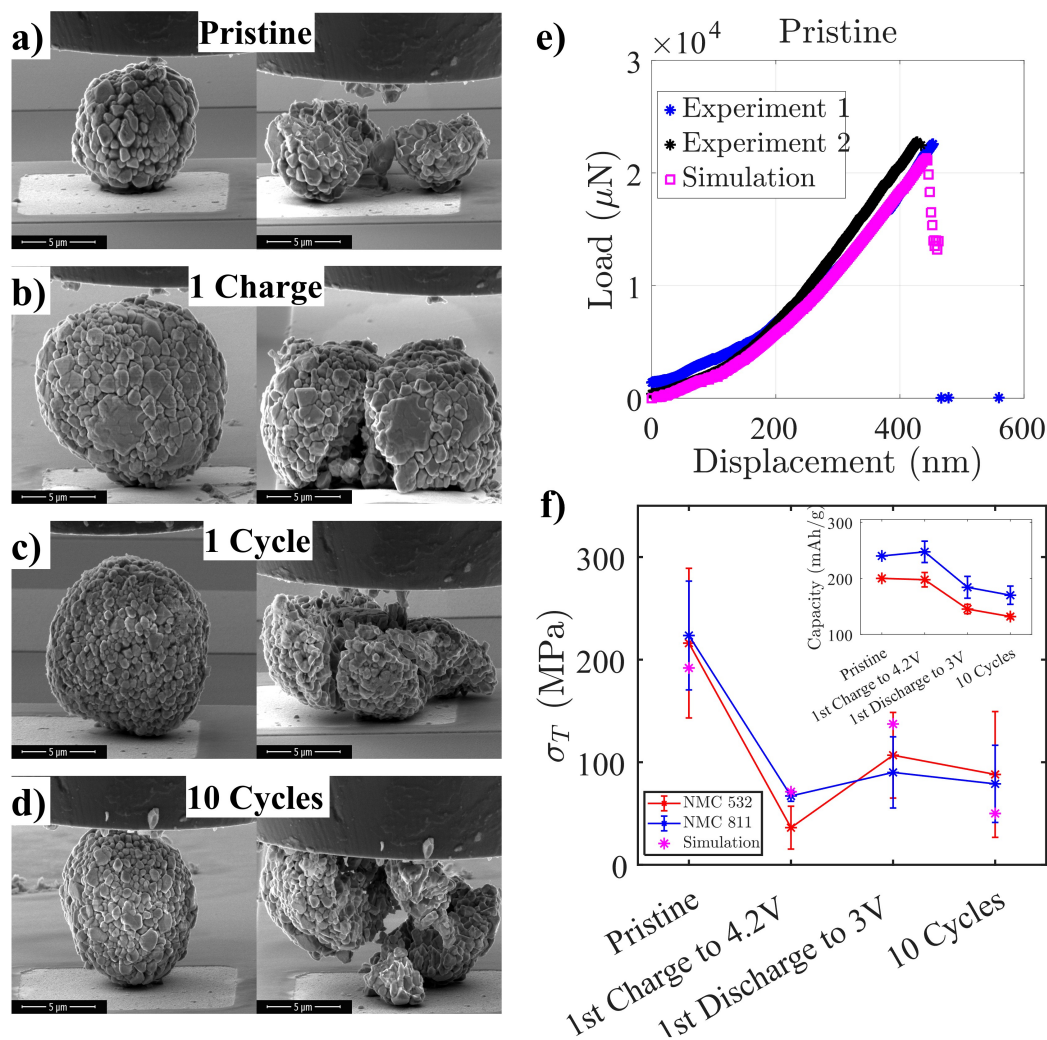 a)
Pristine
5 µm
5 µm
b)
1 Charge
5 µm
5 µm
c)
1 Cycle
5 µm
5 µm
d)
10 Cycles
5 µm
5 µm
e)
×10⁴
Pristine
3
2
1
0
Load (µN)
Experiment 1
Experiment 2
Simulation
0
200
400
600
Displacement (nm)
f)
300
200
100
0
σT (MPa)
NMC 532
NMC 811
Simulation
Pristine
1st Charge to 4.2V
1st Discharge to 3V
10 Cycles
300
200
100
Capacity (mAh/g)
Pristine
1st Charge to 4.2V
1st Discharge to 3V
10 Cycles